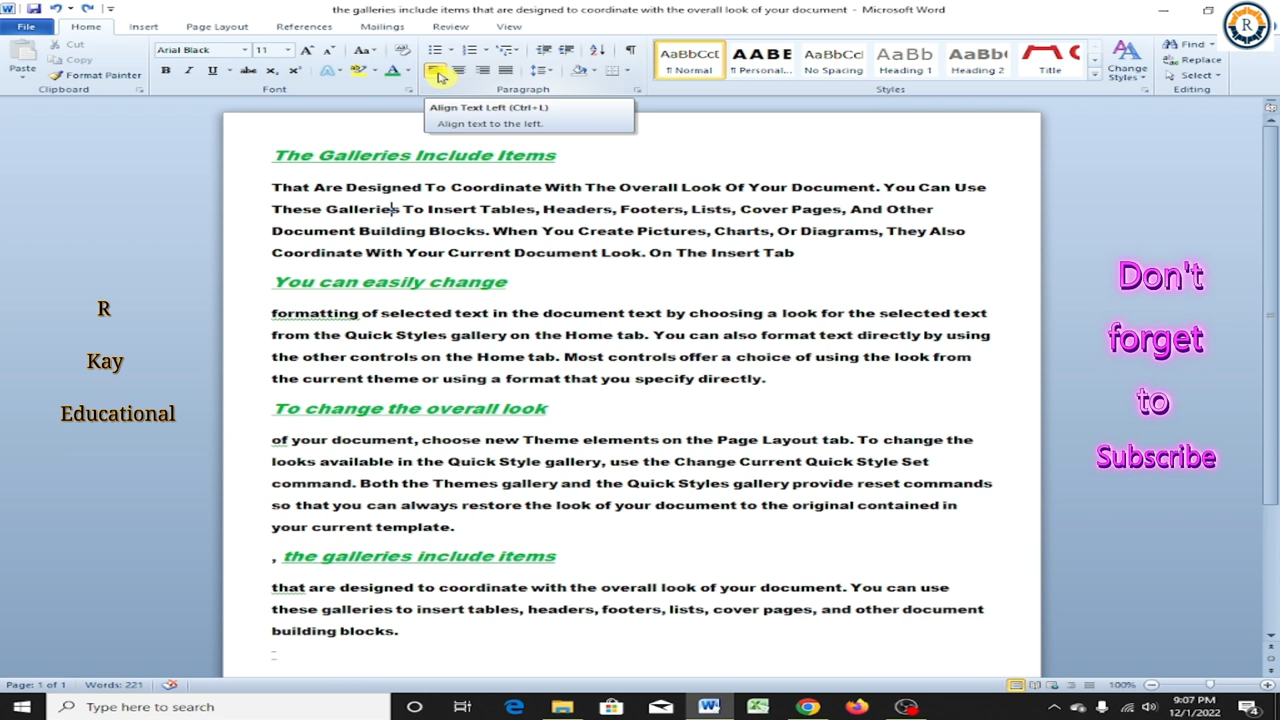 the galleries include items that are designed to coordinate with the overall look of your document - Microsoft Word
File Home Insert Page Layout References Mailings Review View
Paste
Cut
Copy
Format Painter
Clipboard
Arial Black 11
Font
Paragraph
AaBbCcI AABB AaBbCcI AaBbC AaBbC
¶ Normal ¶ Personal... No Spacing Heading 1 Heading 2 Title
Change
Styles
Styles
Find
Replace
Select
Editing
Align Text Left (Ctrl+L)
Align text to the left.
The Galleries Include Items
That Are Designed To Coordinate With The Overall Look Of Your Document. You Can Use
These Galleries To Insert Tables, Headers, Footers, Lists, Cover Pages, And Other
Document Building Blocks. When You Create Pictures, Charts, Or Diagrams, They Also
Coordinate With Your Current Document Look. On The Insert Tab
You can easily change
formatting of selected text in the document text by choosing a look for the selected text
from the Quick Styles gallery on the Home tab. You can also format text directly by using
the other controls on the Home tab. Most controls offer a choice of using the look from
the current theme or using a format that you specify directly.
To change the overall look
of your document, choose new Theme elements on the Page Layout tab. To change the
looks available in the Quick Style gallery, use the Change Current Quick Style Set
command. Both the Themes gallery and the Quick Styles gallery provide reset commands
so that you can always restore the look of your document to the original contained in
your current template.
, the galleries include items
that are designed to coordinate with the overall look of your document. You can use
these galleries to insert tables, headers, footers, lists, cover pages, and other document
building blocks.
R
Kay
Educational
Don't
forget
to
Subscribe
Page: 1 of 1 Words: 221
100%
Type here to search
9:07 PM
12/1/2022